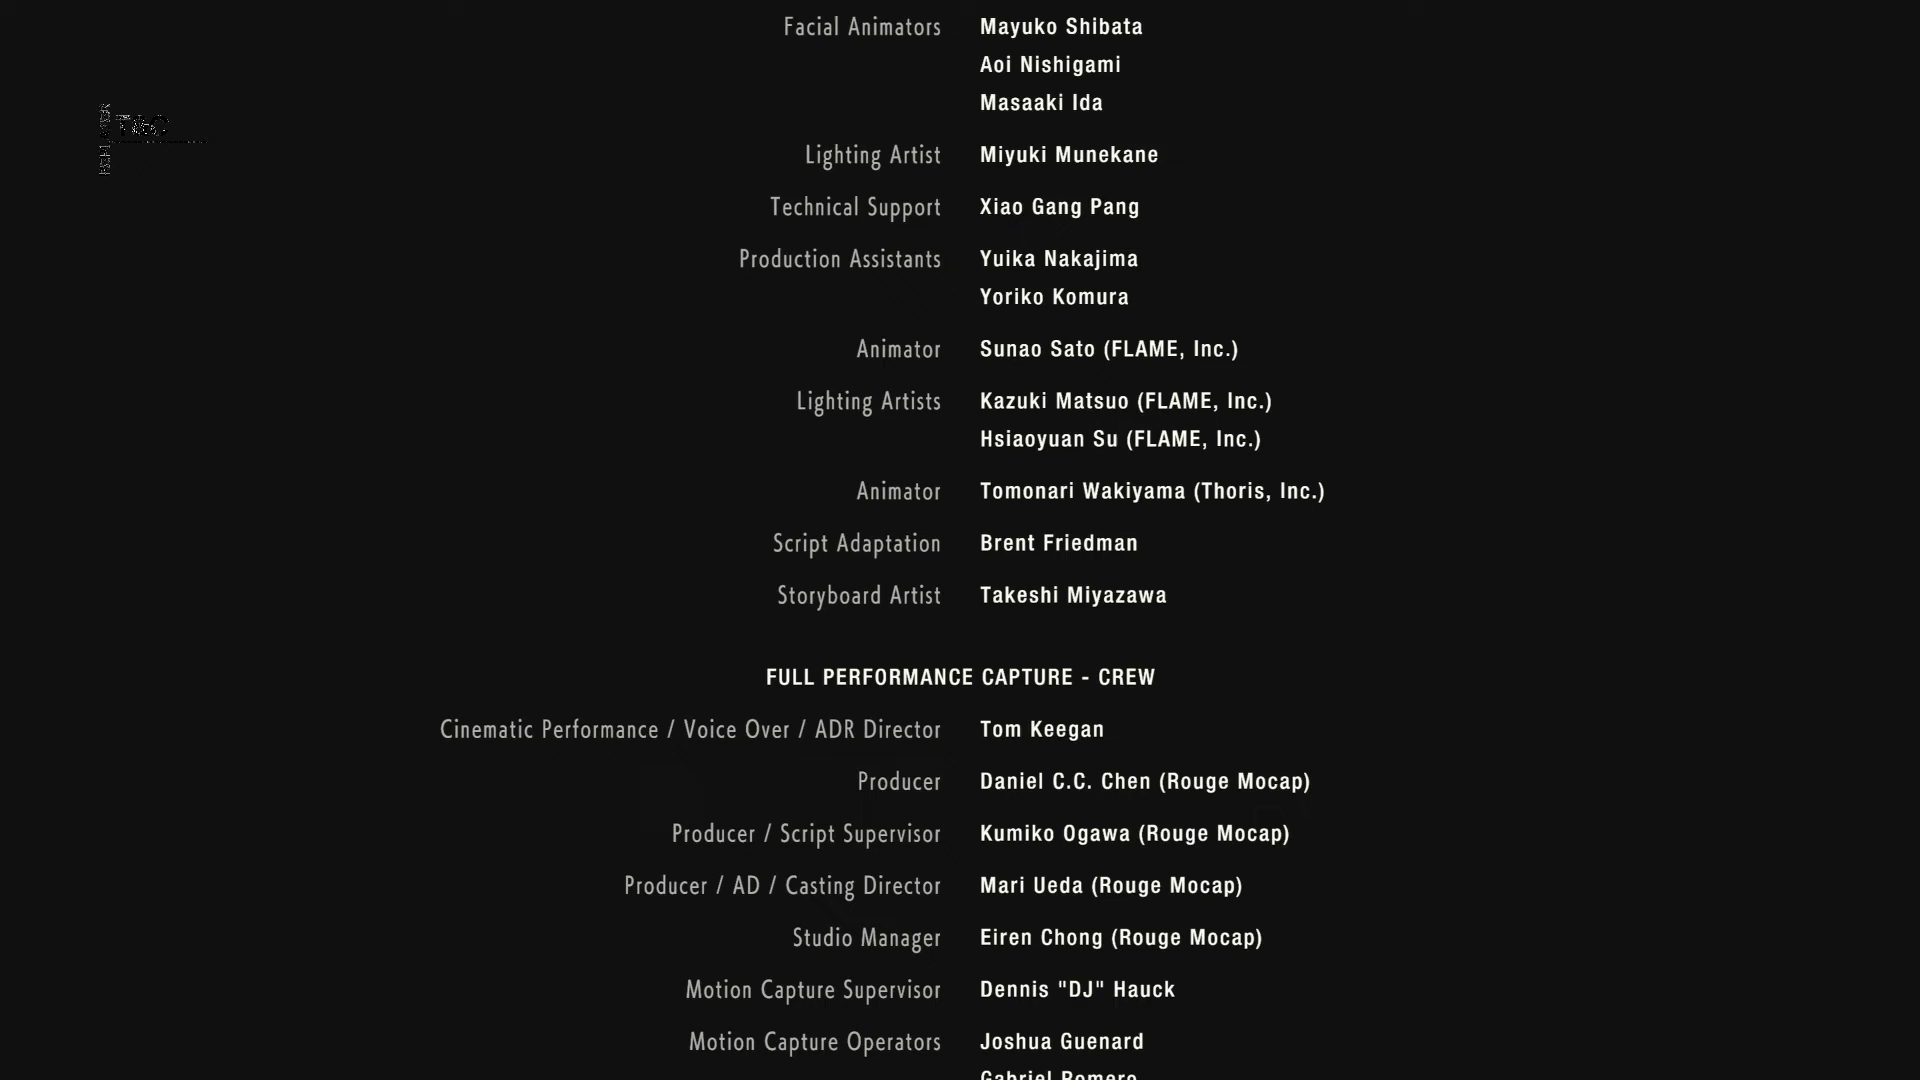 Facial Animators Mayuko Shibata
Aoi Nishigami
Masaaki Ida
Lighting Artist Miyuki Munekane
Technical Support Xiao Gang Pang
Production Assistants Yuika Nakajima
Yoriko Komura
Animator Sunao Sato (FLAME, Inc.)
Lighting Artists Kazuki Matsuo (FLAME, Inc.)
Hsiaoyuan Su (FLAME, Inc.)
Animator Tomonari Wakiyama (Thoris, Inc.)
Script Adaptation Brent Friedman
Storyboard Artist Takeshi Miyazawa
FULL PERFORMANCE CAPTURE - CREW
Cinematic Performance / Voice Over / ADR Director Tom Keegan
Producer Daniel C.C. Chen (Rouge Mocap)
Producer / Script Supervisor Kumiko Ogawa (Rouge Mocap)
Producer / AD / Casting Director Mari Ueda (Rouge Mocap)
Studio Manager Eiren Chong (Rouge Mocap)
Motion Capture Supervisor Dennis "DJ" Hauck
Motion Capture Operators Joshua Guenard
Gabriel Romero